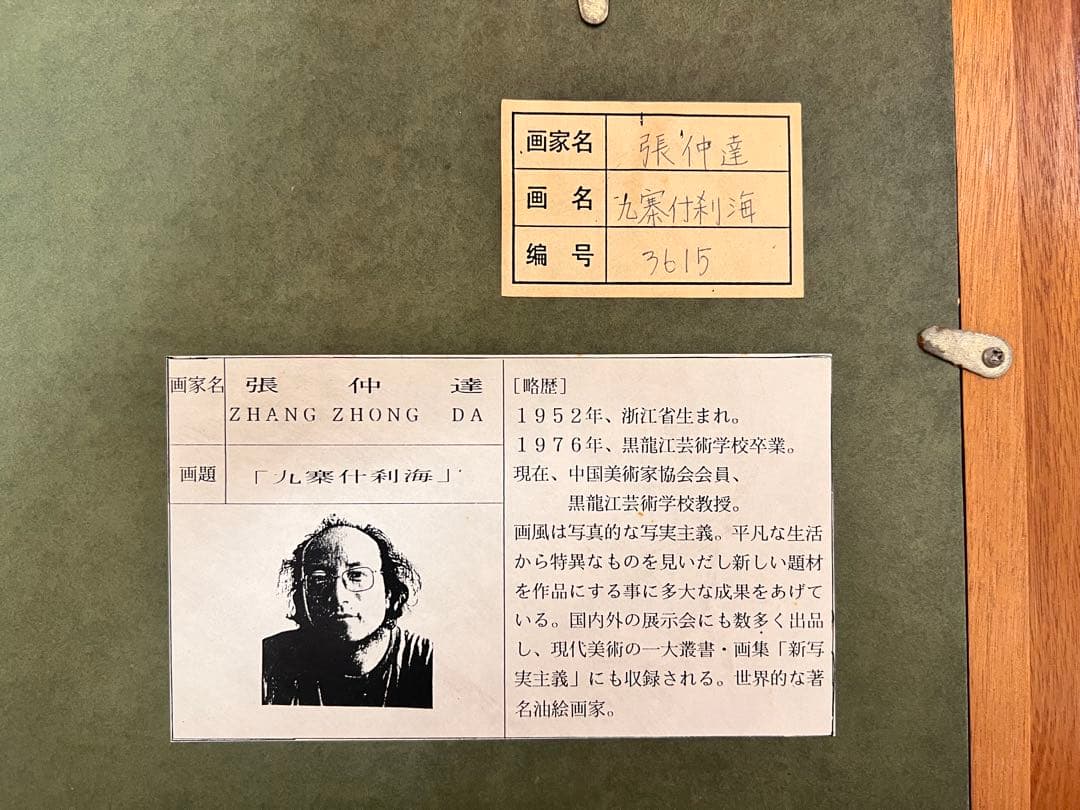 画家名 張仲達
画 名 九寨什刹海
编 号 3615
画家名 張 仲 達
ZHANG ZHONG DA
画題 「九寨什刹海」
[略歴]
1952年、浙江省生まれ。
1976年、黒龍江芸術学校卒業。
現在、中国美術家協会会員、
黒龍江芸術学校教授。
画風は写真的な写実主義。平凡な生活
から特異なものを見いだし新しい題材
を作品にする事に多大な成果をあげて
いる。国内外の展示会にも数多く出品
し、現代美術の一大叢書・画集「新写
実主義」にも収録される。世界的な著
名油絵画家。